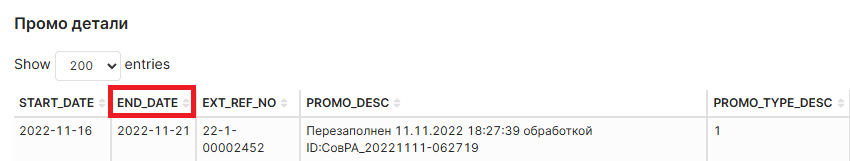 Промо детали
Show 200 entries
START_DATE END_DATE EXT_REF_NO PROMO_DESC PROMO_TYPE_DESC
2022-11-16 2022-11-21 22-1- Перезаполнен 11.11.2022 18:27:39 обработкой 1
00002452 ID:СовРА_20221111-062719